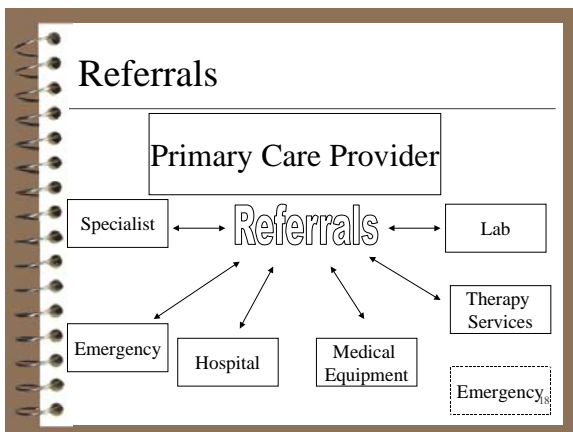 Referrals
Primary Care Provider
Specialist
Referrals
Lab
Therapy
Services
Emergency
Hospital
Medical
Equipment
Emergency
18